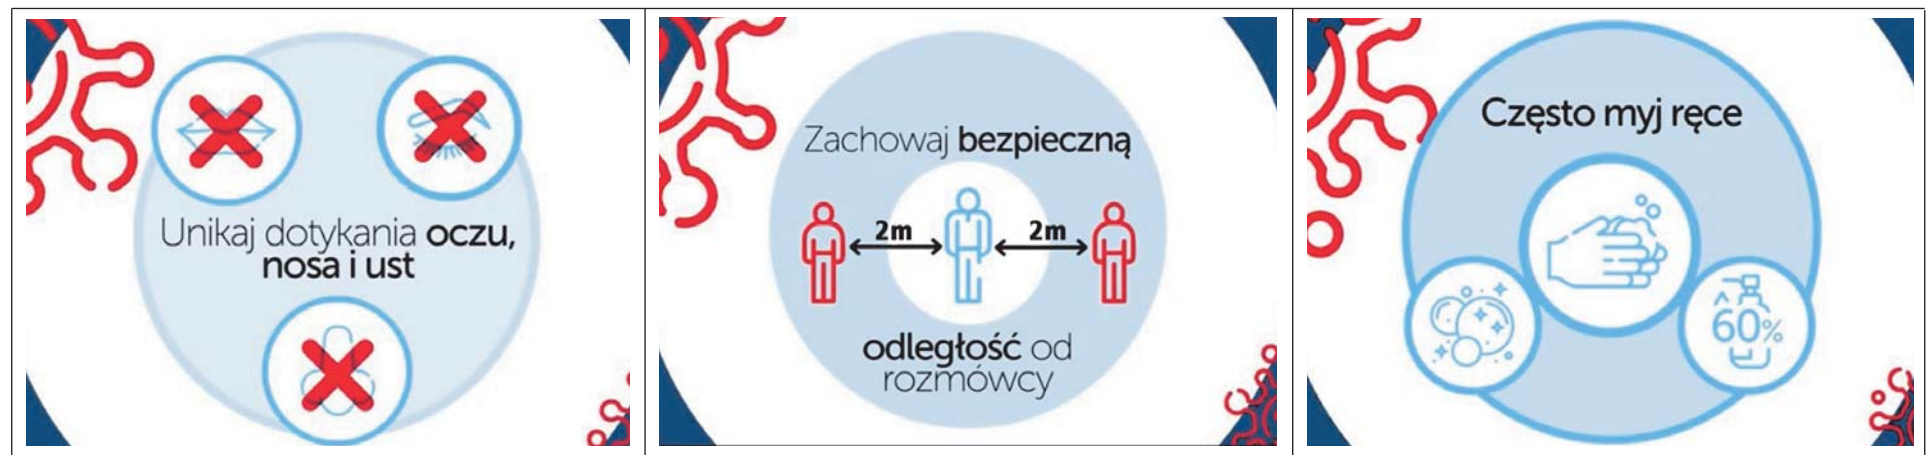 Unikaj dotykania oczu,
nosa i ust
Zachowaj bezpieczną
2m
2m
odległość od
rozmówcy
Często myj ręce
^
60%